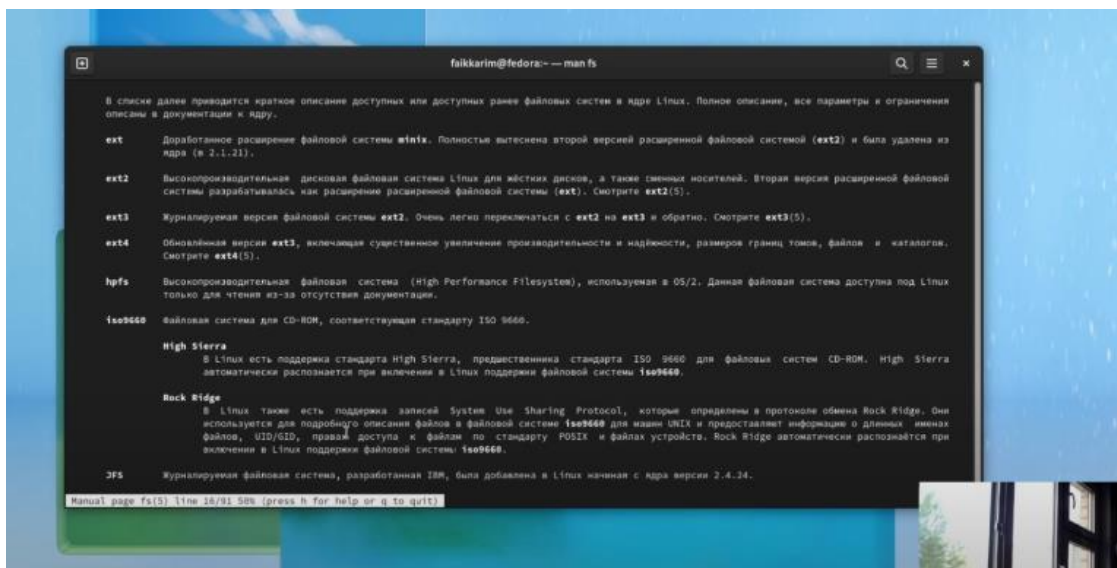 faikkarim@fedora:~ — man fs
В списке далее приводится краткое описание доступных или доступных ранее файловых систем в ядре Linux. Полное описание, все параметры и ограничения
описаны в документации к ядру.
ext Доработанное расширение файловой системы minix. Полностью вытеснена второй версией расширенной файловой системой (ext2) и была удалена из
ядра (в 2.1.21).
ext2 Высокопроизводительная дисковая файловая система Linux для жёстких дисков, а также сменных носителей. Вторая версия расширенной файловой
системы разрабатывалась как расширение расширенной файловой системы (ext). Смотрите ext2(5).
ext3 Журналируемая версия файловой системы ext2. Очень легко переключаться с ext2 на ext3 и обратно. Смотрите ext3(5).
ext4 Обновлённая версия ext3, включающая существенное увеличение производительности и надёжности, размеров границ томов, файлов и каталогов.
Смотрите ext4(5).
hpfs Высокопроизводительная файловая система (High Performance Filesystem), используемая в OS/2. Данная файловая система доступна под Linux
только для чтения из-за отсутствия документации.
iso9660 Файловая система для CD-ROM, соответствующая стандарту ISO 9660.
High Sierra
В Linux есть поддержка стандарта High Sierra, предшественника стандарта ISO 9660 для файловых систем CD-ROM. High Sierra
автоматически распознается при включении в Linux поддержки файловой системы iso9660.
Rock Ridge
В Linux также есть поддержка записей System Use Sharing Protocol, которые определены в протоколе обмена Rock Ridge. Они
используются для подробного описания файлов в файловой системе iso9660 для машин UNIX и предоставляют информацию о длинных именах
файлов, UID/GID, правах доступа к файлам по стандарту POSIX и файлах устройств. Rock Ridge автоматически распознаётся при
включении в Linux поддержки файловой системы iso9660.
JFS Журналируемая файловая система, разработанная IBM, была добавлена в Linux начиная с ядра версии 2.4.24.
Manual page fs(5) line 16/91 50% (press h for help or q to quit)